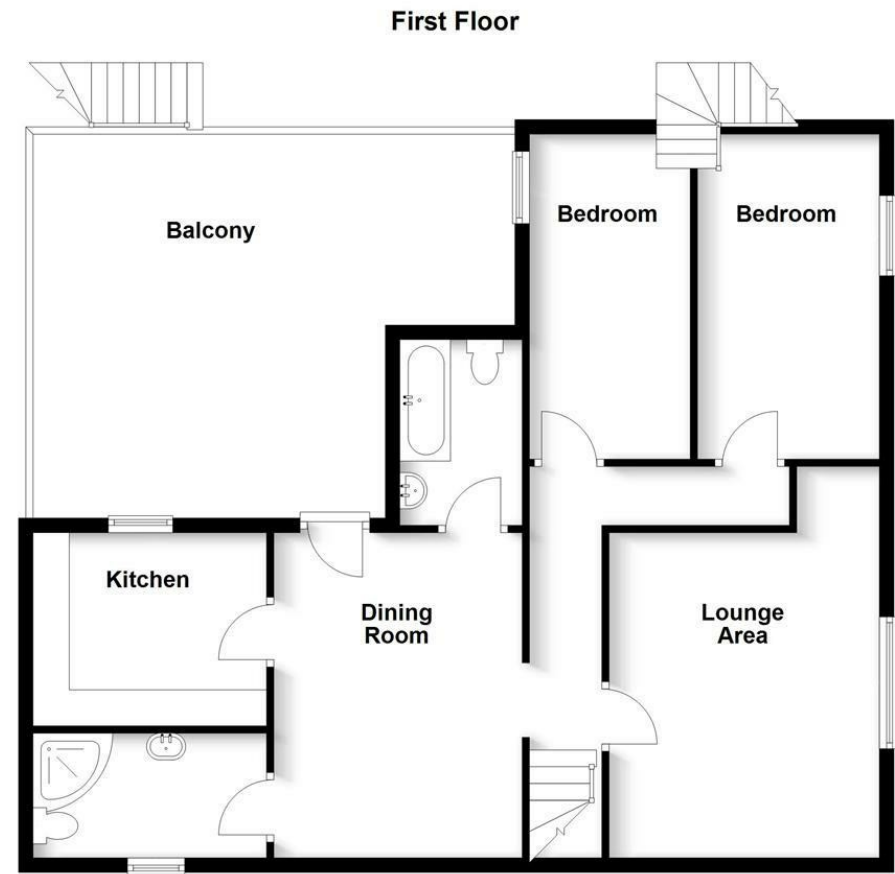 First Floor
Balcony
Bedroom
Bedroom
Kitchen
Dining
Room
Lounge
Area